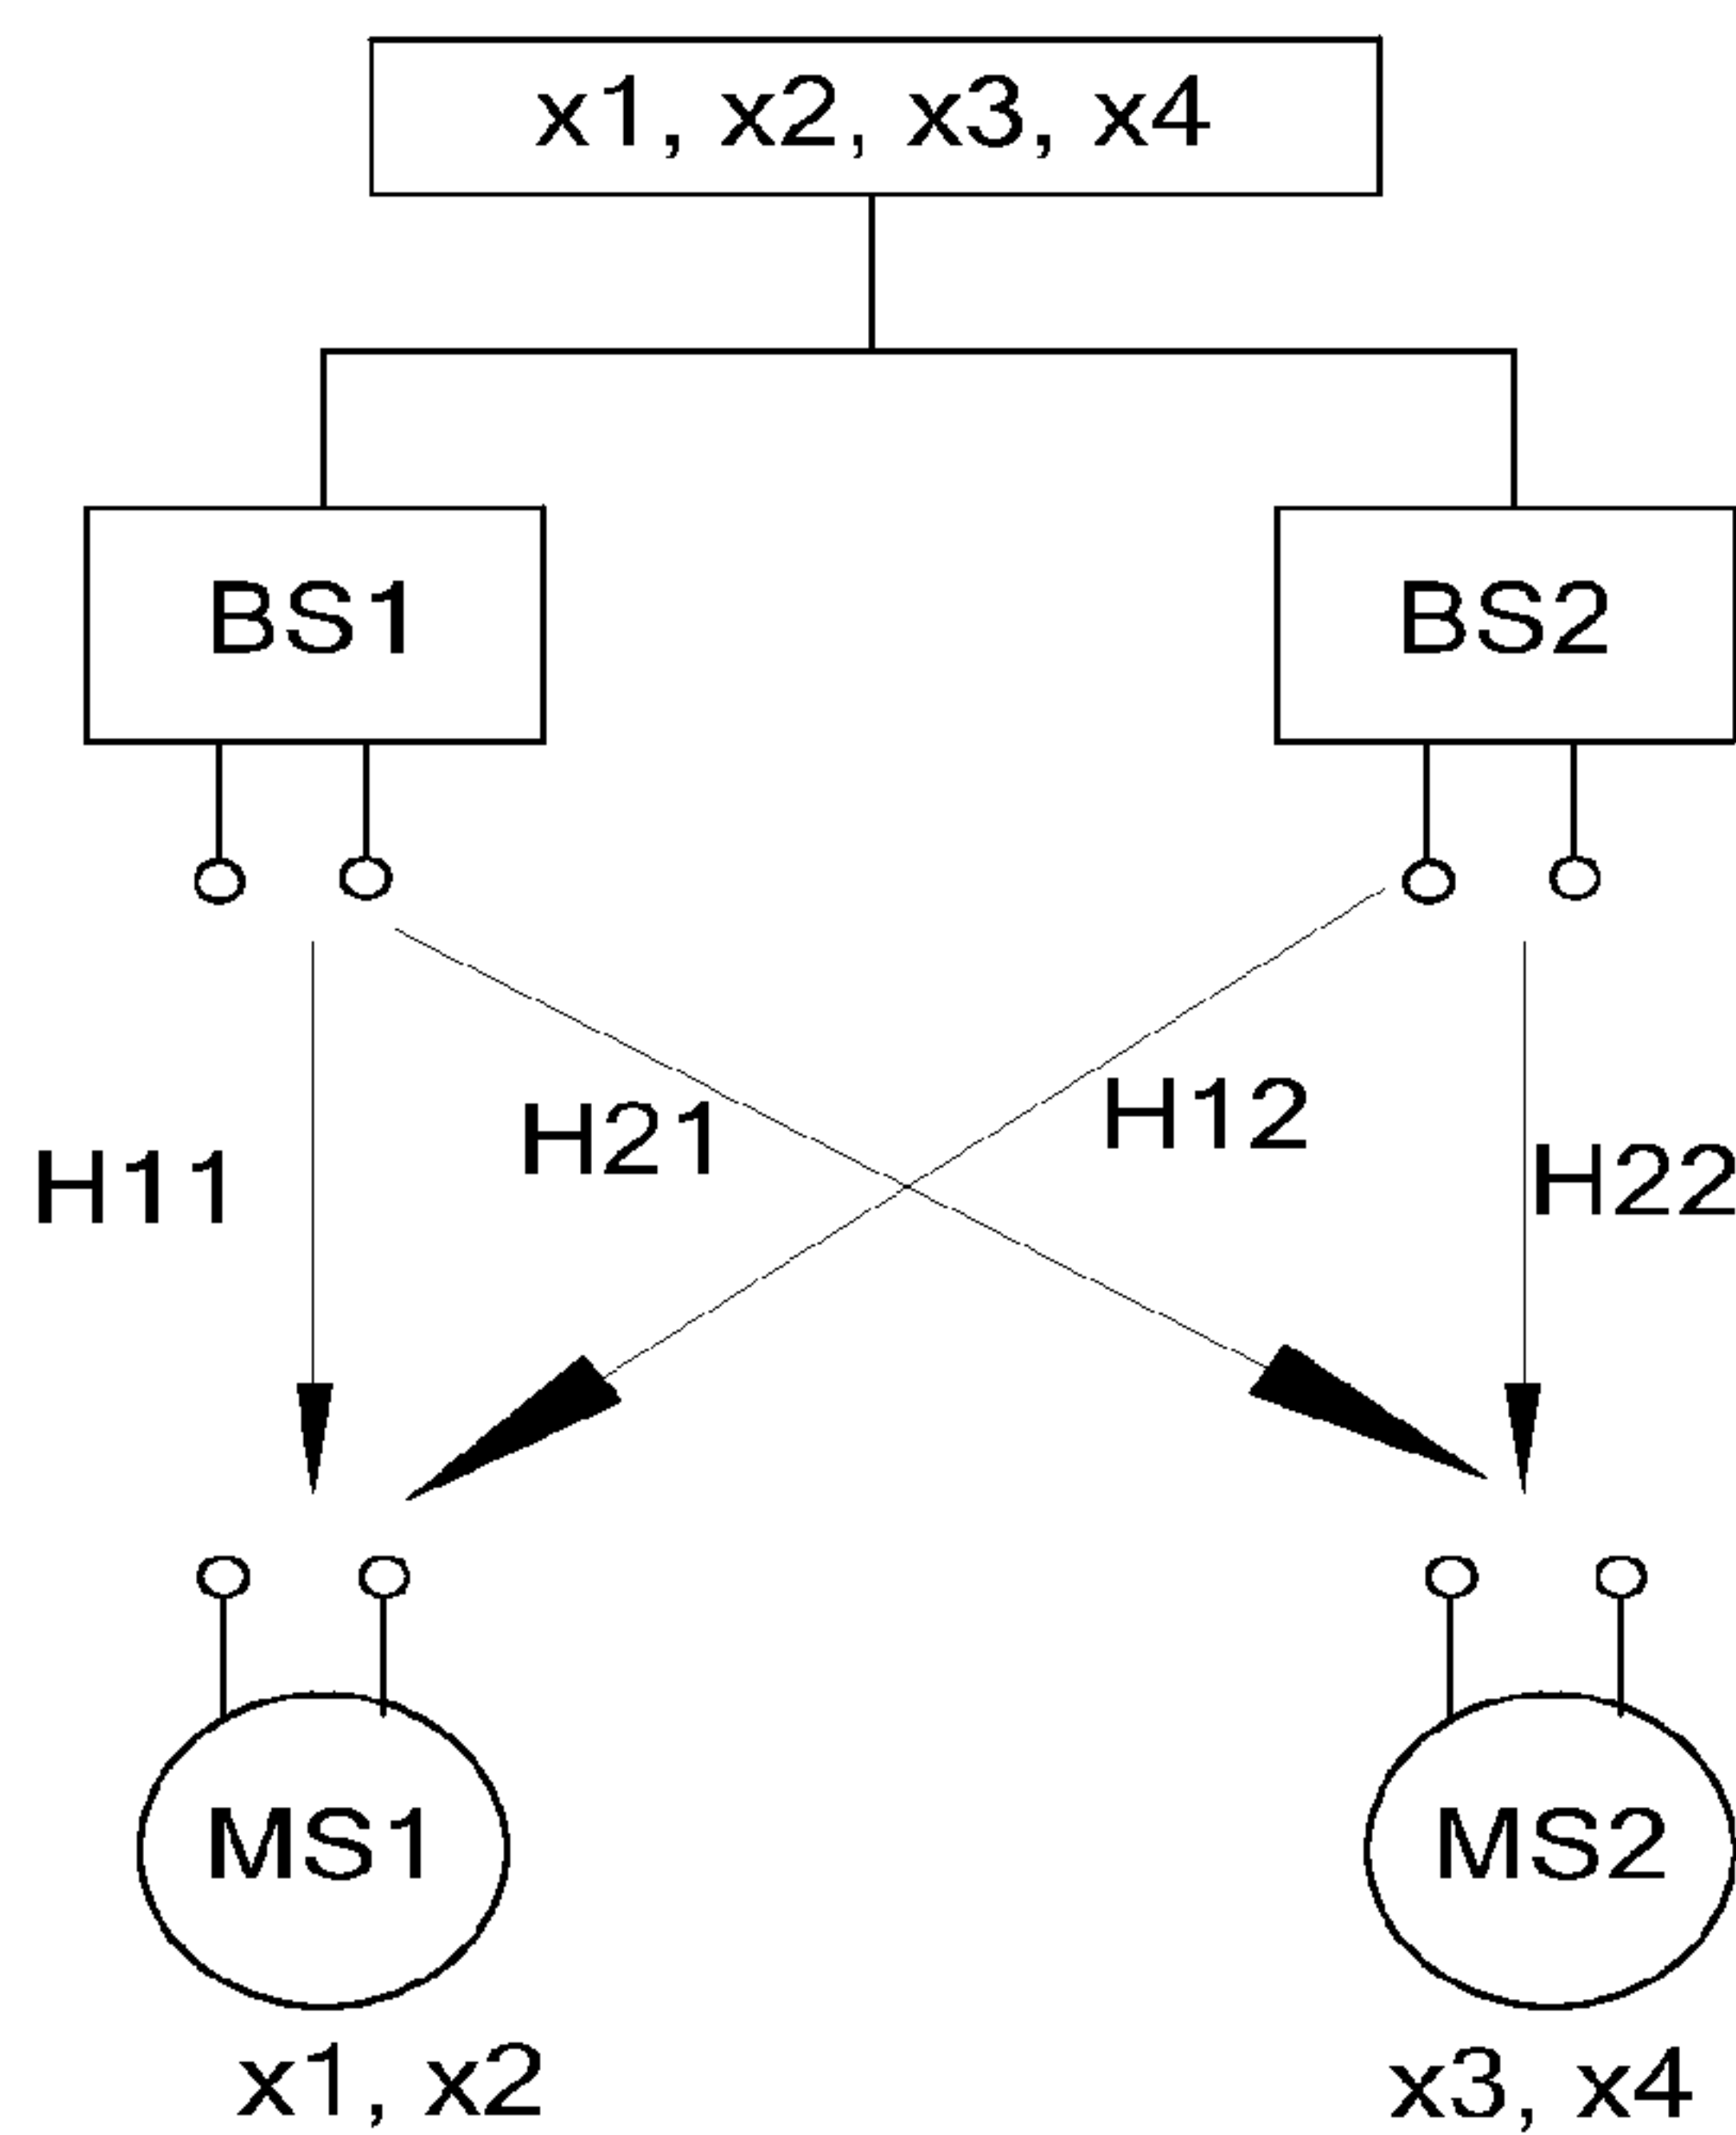 x1, x2, x3, x4
BS1
BS2
H11
H21
H12
H22
MS1
MS2
x1, x2
x3, x4